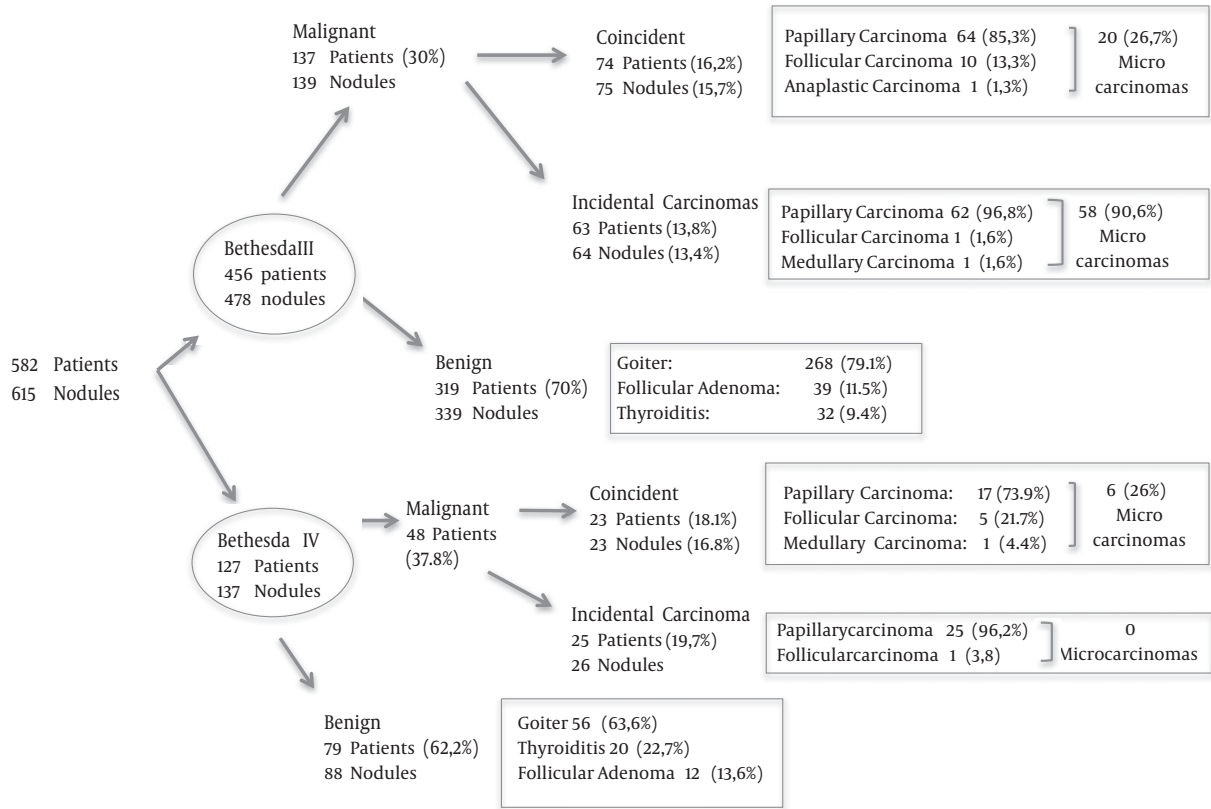 Malignant
137 Patients (30%)
139 Nodules
Coincident
74 Patients (16,2%)
75 Nodules (15,7%)
Papillary Carcinoma 64 (85,3%)
Follicular Carcinoma 10 (13,3%)
Anaplastic Carcinoma 1 (1,3%)
20 (26,7%)
Micro
carcinomas
Incidental Carcinomas
63 Patients (13,8%)
64 Nodules (13,4%)
Papillary Carcinoma 62 (96,8%)
Follicular Carcinoma 1 (1,6%)
Medullary Carcinoma 1 (1,6%)
58 (90,6%)
Micro
carcinomas
BethesdaIII
456 patients
478 nodules
582 Patients
615 Nodules
Benign
319 Patients (70%)
339 Nodules
Goiter: 268 (79.1%)
Follicular Adenoma: 39 (11.5%)
Thyroiditis: 32 (9.4%)
Bethesda IV
127 Patients
137 Nodules
Malignant
48 Patients
(37.8%)
Coincident
23 Patients (18.1%)
23 Nodules (16.8%)
Papillary Carcinoma: 17 (73.9%)
Follicular Carcinoma: 5 (21.7%)
Medullary Carcinoma: 1 (4.4%)
6 (26%)
Micro
carcinomas
Incidental Carcinoma
25 Patients (19,7%)
26 Nodules
Papillarycarcinoma 25 (96,2%)
Follicularcarcinoma 1 (3,8)
0
Microcarcinomas
Benign
79 Patients (62,2%)
88 Nodules
Goiter 56 (63,6%)
Thyroiditis 20 (22,7%)
Follicular Adenoma 12 (13,6%)